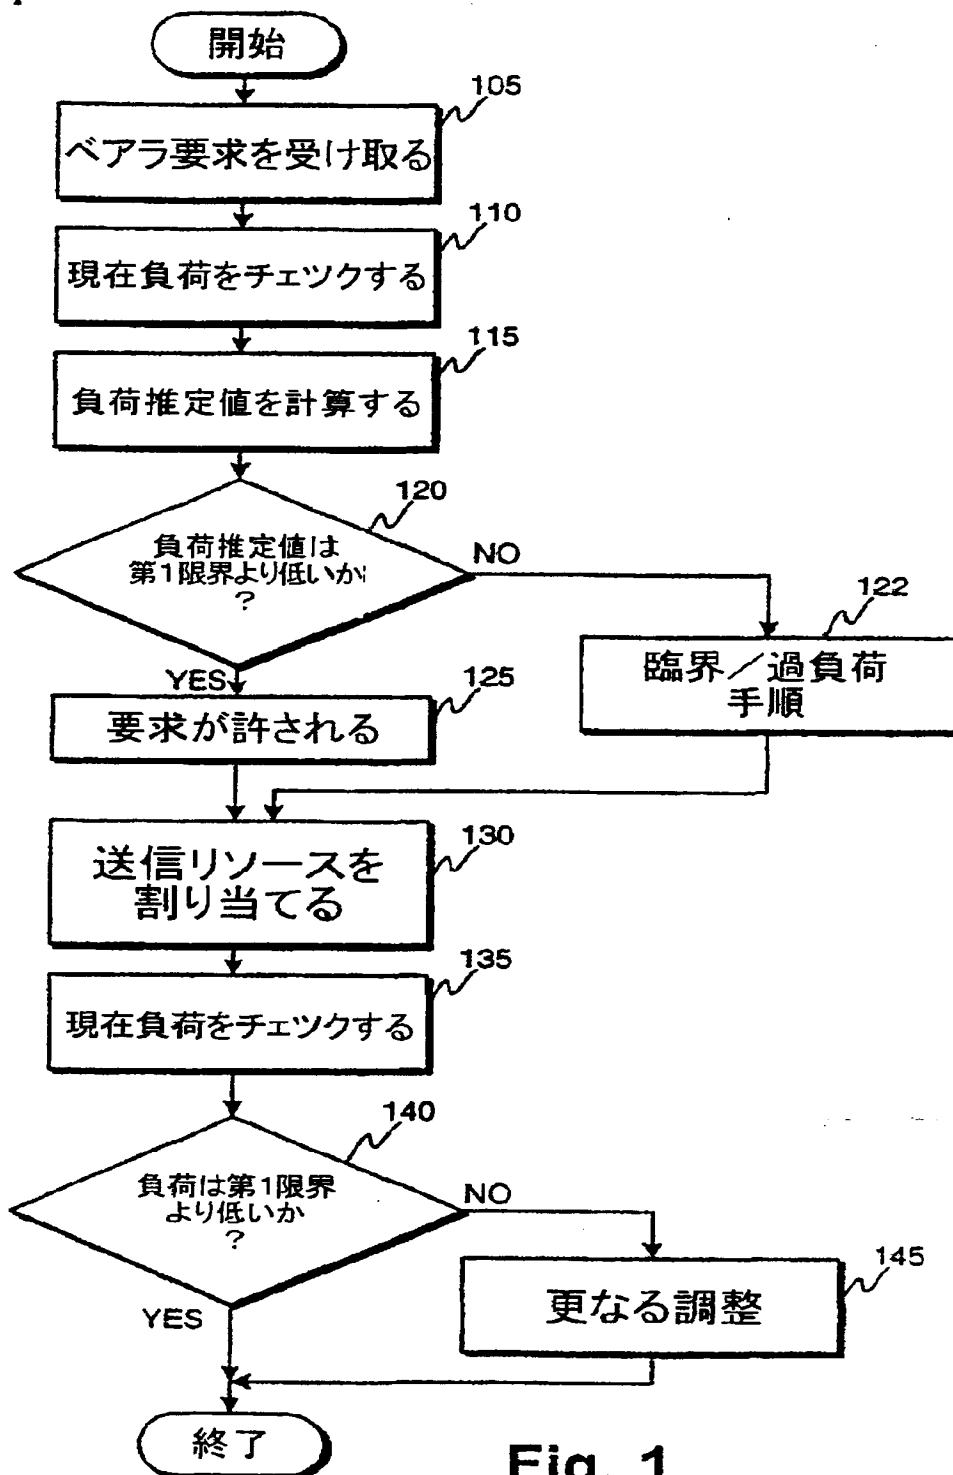 開始
105
ベアラ要求を受け取る
110
現在負荷をチェックする
115
負荷推定値を計算する
120
負荷推定値は
第1限界より低いか
?
NO
122
臨界/過負荷
手順
YES
125
要求が許される
130
送信リソースを
割り当てる
135
現在負荷をチェックする
140
負荷は第1限界
より低いか
?
NO
145
更なる調整
YES
終了
Fig. 1